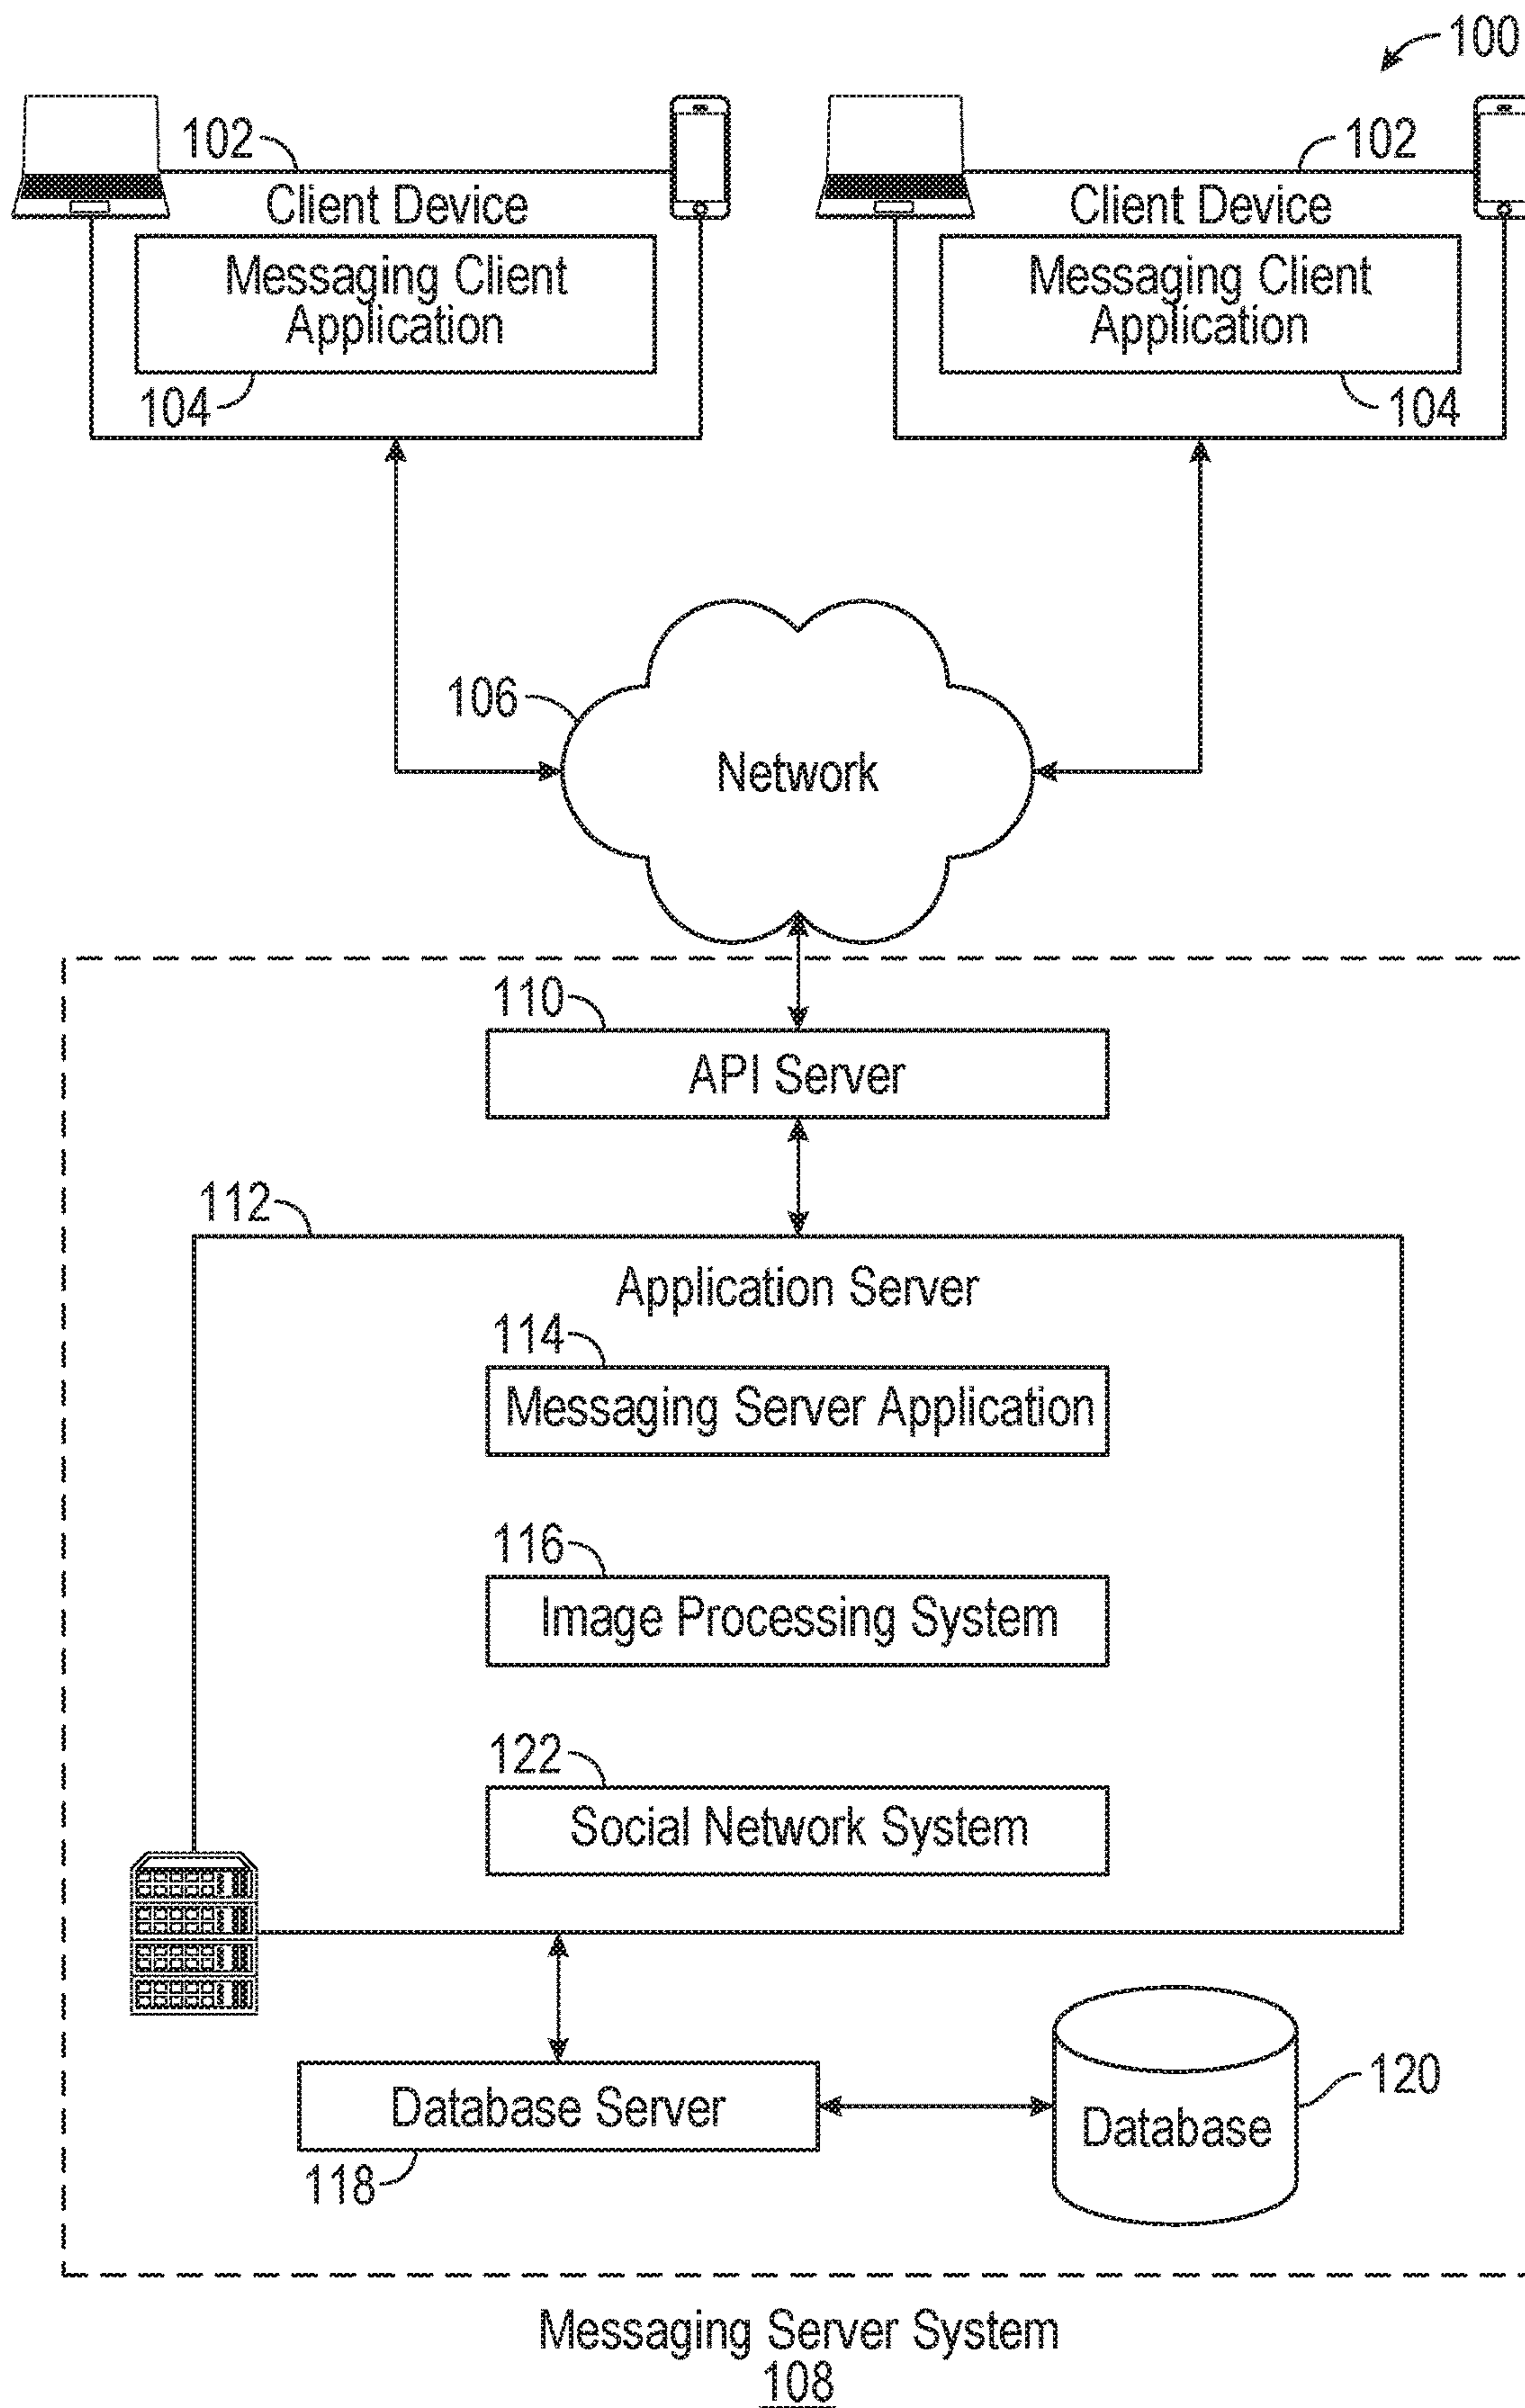 100
102
102
Client Device
Client Device
Messaging Client
Application
Messaging Client
Application
104
104
106
Network
110
API Server
112
Application Server
114
Messaging Server Application
116
Image Processing System
122
Social Network System
Database Server
118
Database
120
Messaging Server System
108